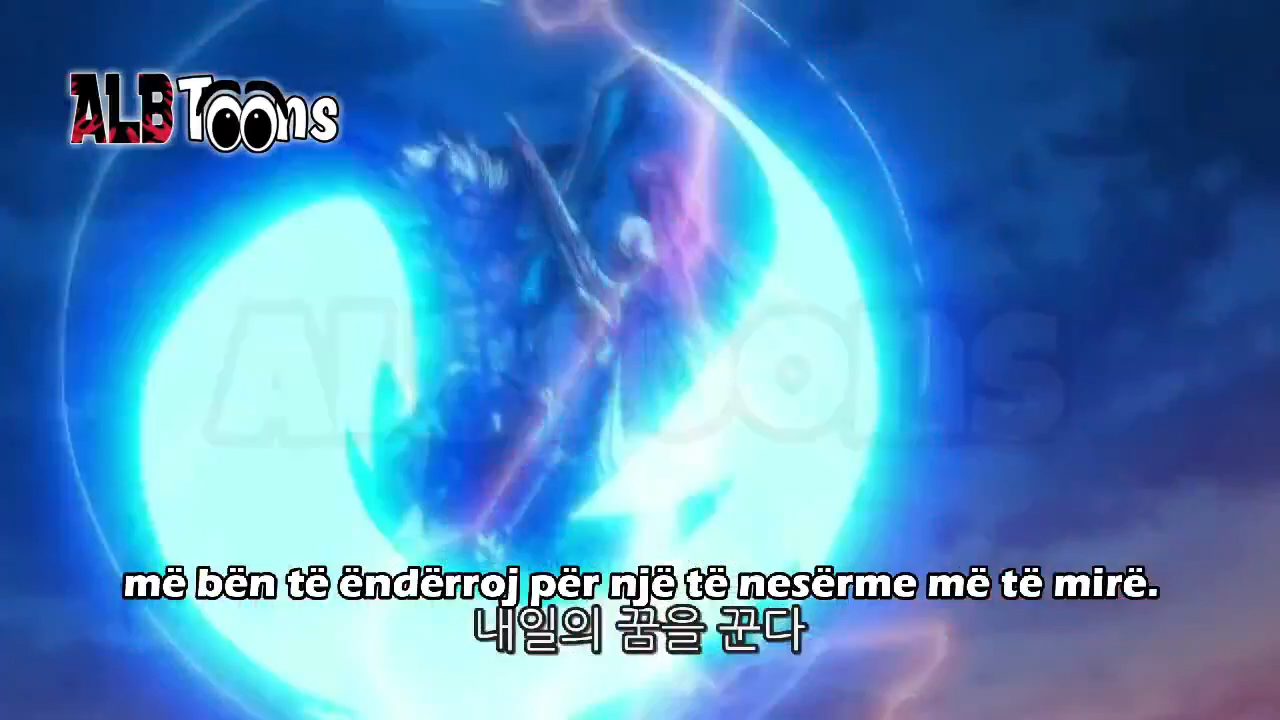 ALBToons
ALBToons
më bën të ëndërroj për një të nesërme më të mirë.
내일의 꿈을 꾼다